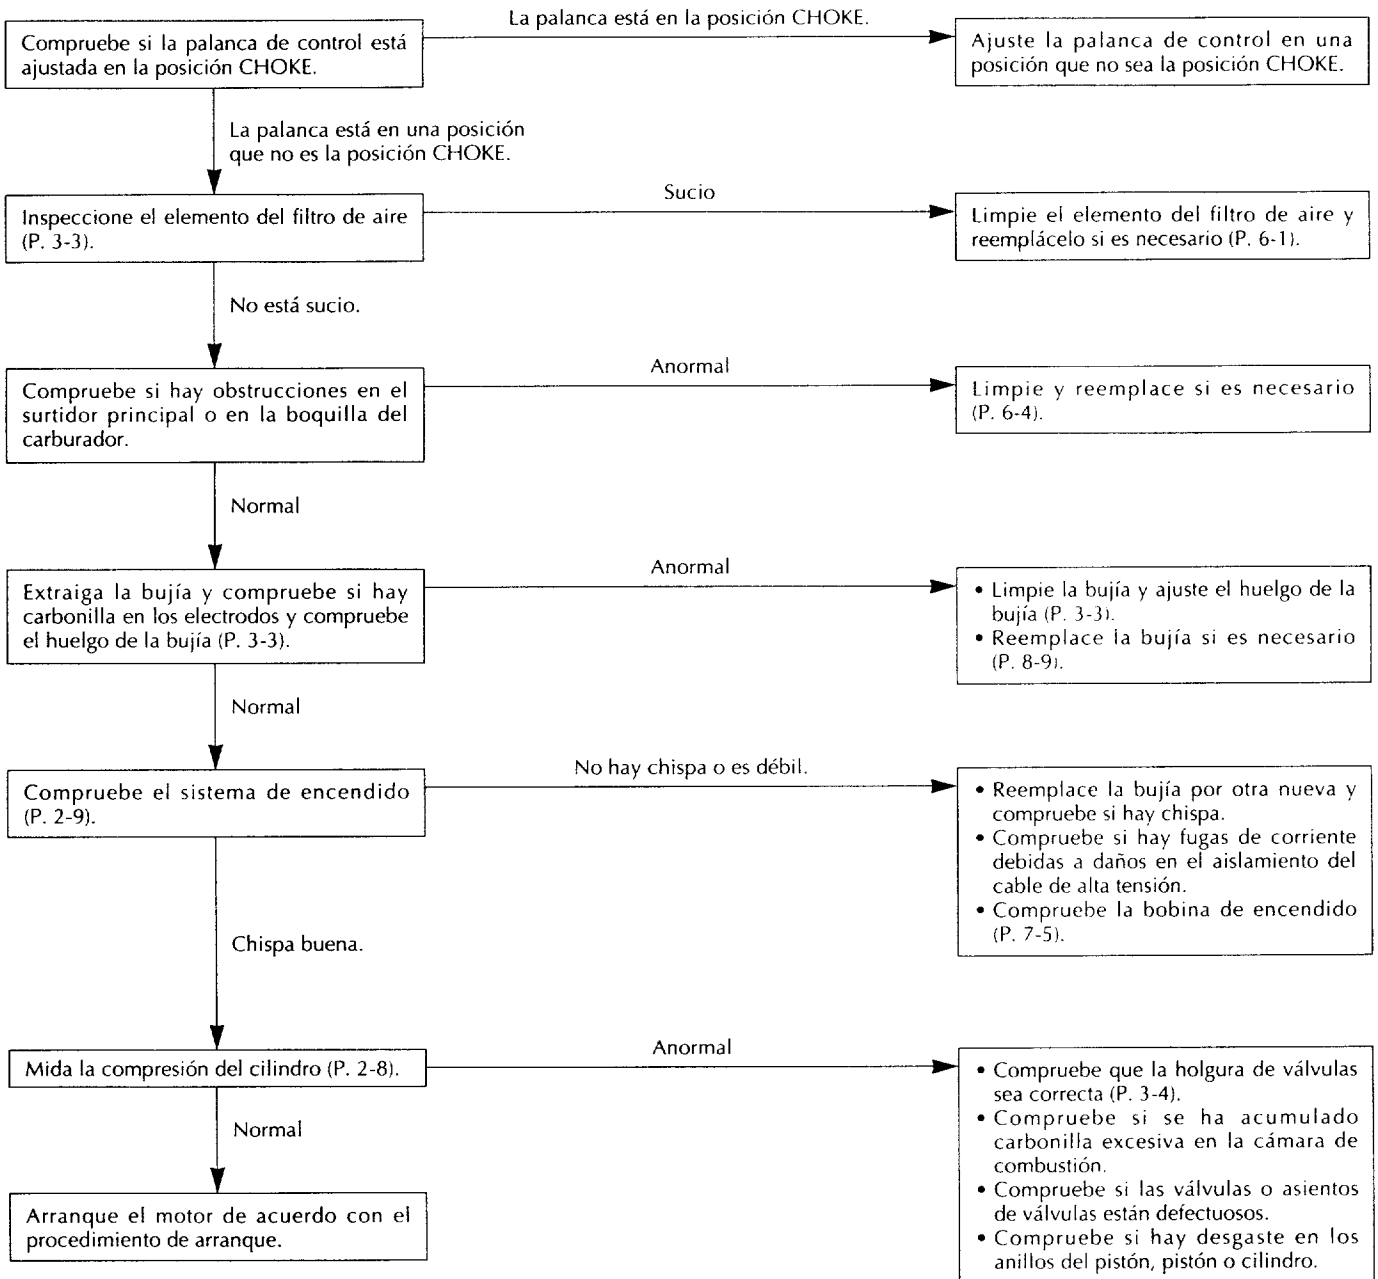 La palanca está en la posición CHOKE.
Compruebe si la palanca de control está
ajustada en la posición CHOKE.
Ajuste la palanca de control en una
posición que no sea la posición CHOKE.
La palanca está en una posición
que no es la posición CHOKE.
Inspeccione el elemento del filtro de aire
(P. 3-3).
Sucio
Limpie el elemento del filtro de aire y
reemplácelo si es necesario (P. 6-1).
No está sucio.
Compruebe si hay obstrucciones en el
surtidor principal o en la boquilla del
carburador.
Anormal
Limpie y reemplace si es necesario
(P. 6-4).
Normal
Extraiga la bujía y compruebe si hay
carbonilla en los electrodos y compruebe
el huelgo de la bujía (P. 3-3).
Anormal
• Limpie la bujía y ajuste el huelgo de la
bujía (P. 3-3).
• Reemplace la bujía si es necesario
(P. 8-9).
Normal
Compruebe el sistema de encendido
(P. 2-9).
No hay chispa o es débil.
• Reemplace la bujía por otra nueva y
compruebe si hay chispa.
• Compruebe si hay fugas de corriente
debidas a daños en el aislamiento del
cable de alta tensión.
• Compruebe la bobina de encendido
(P. 7-5).
Chispa buena.
Mida la compresión del cilindro (P. 2-8).
Anormal
• Compruebe que la holgura de válvulas
sea correcta (P. 3-4).
• Compruebe si se ha acumulado
carbonilla excesiva en la cámara de
combustión.
• Compruebe si las válvulas o asientos
de válvulas están defectuosos.
• Compruebe si hay desgaste en los
anillos del pistón, pistón o cilindro.
Normal
Arranque el motor de acuerdo con el
procedimiento de arranque.